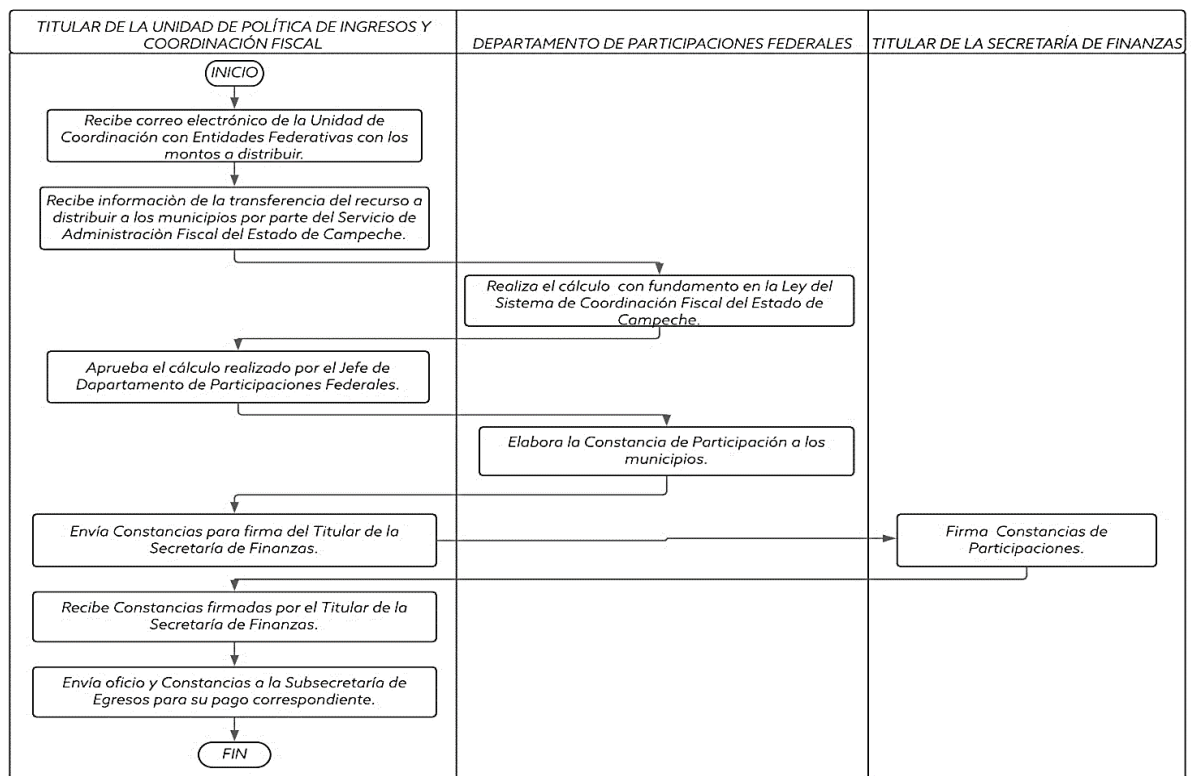 TITULAR DE LA UNIDAD DE POLÍTICA DE INGRESOS Y
COORDINACIÓN FISCAL
DEPARTAMENTO DE PARTICIPACIONES FEDERALES
TITULAR DE LA SECRETARÍA DE FINANZAS
INICIO
Recibe correo electrónico de la Unidad de
Coordinación con Entidades Federativas con los
montos a distribuir.
Recibe informaciòn de la transferencia del recurso a
distribuir a los municipios por parte del Servicio de
Administraciòn Fiscal del Estado de Campeche.
Realiza el cálculo con fundamento en la Ley del
Sistema de Coordinación Fiscal del Estado de
Campeche.
Aprueba el cálculo realizado por el Jefe de
Dapartamento de Participaciones Federales.
Elabora la Constancia de Participación a los
municipios.
Envía Constancias para firma del Titular de la
Secretaría de Finanzas.
Firma Constancias de
Participaciones.
Recibe Constancias firmadas por el Titular de la
Secretaría de Finanzas.
Envía oficio y Constancias a la Subsecretaría de
Egresos para su pago correspondiente.
FIN